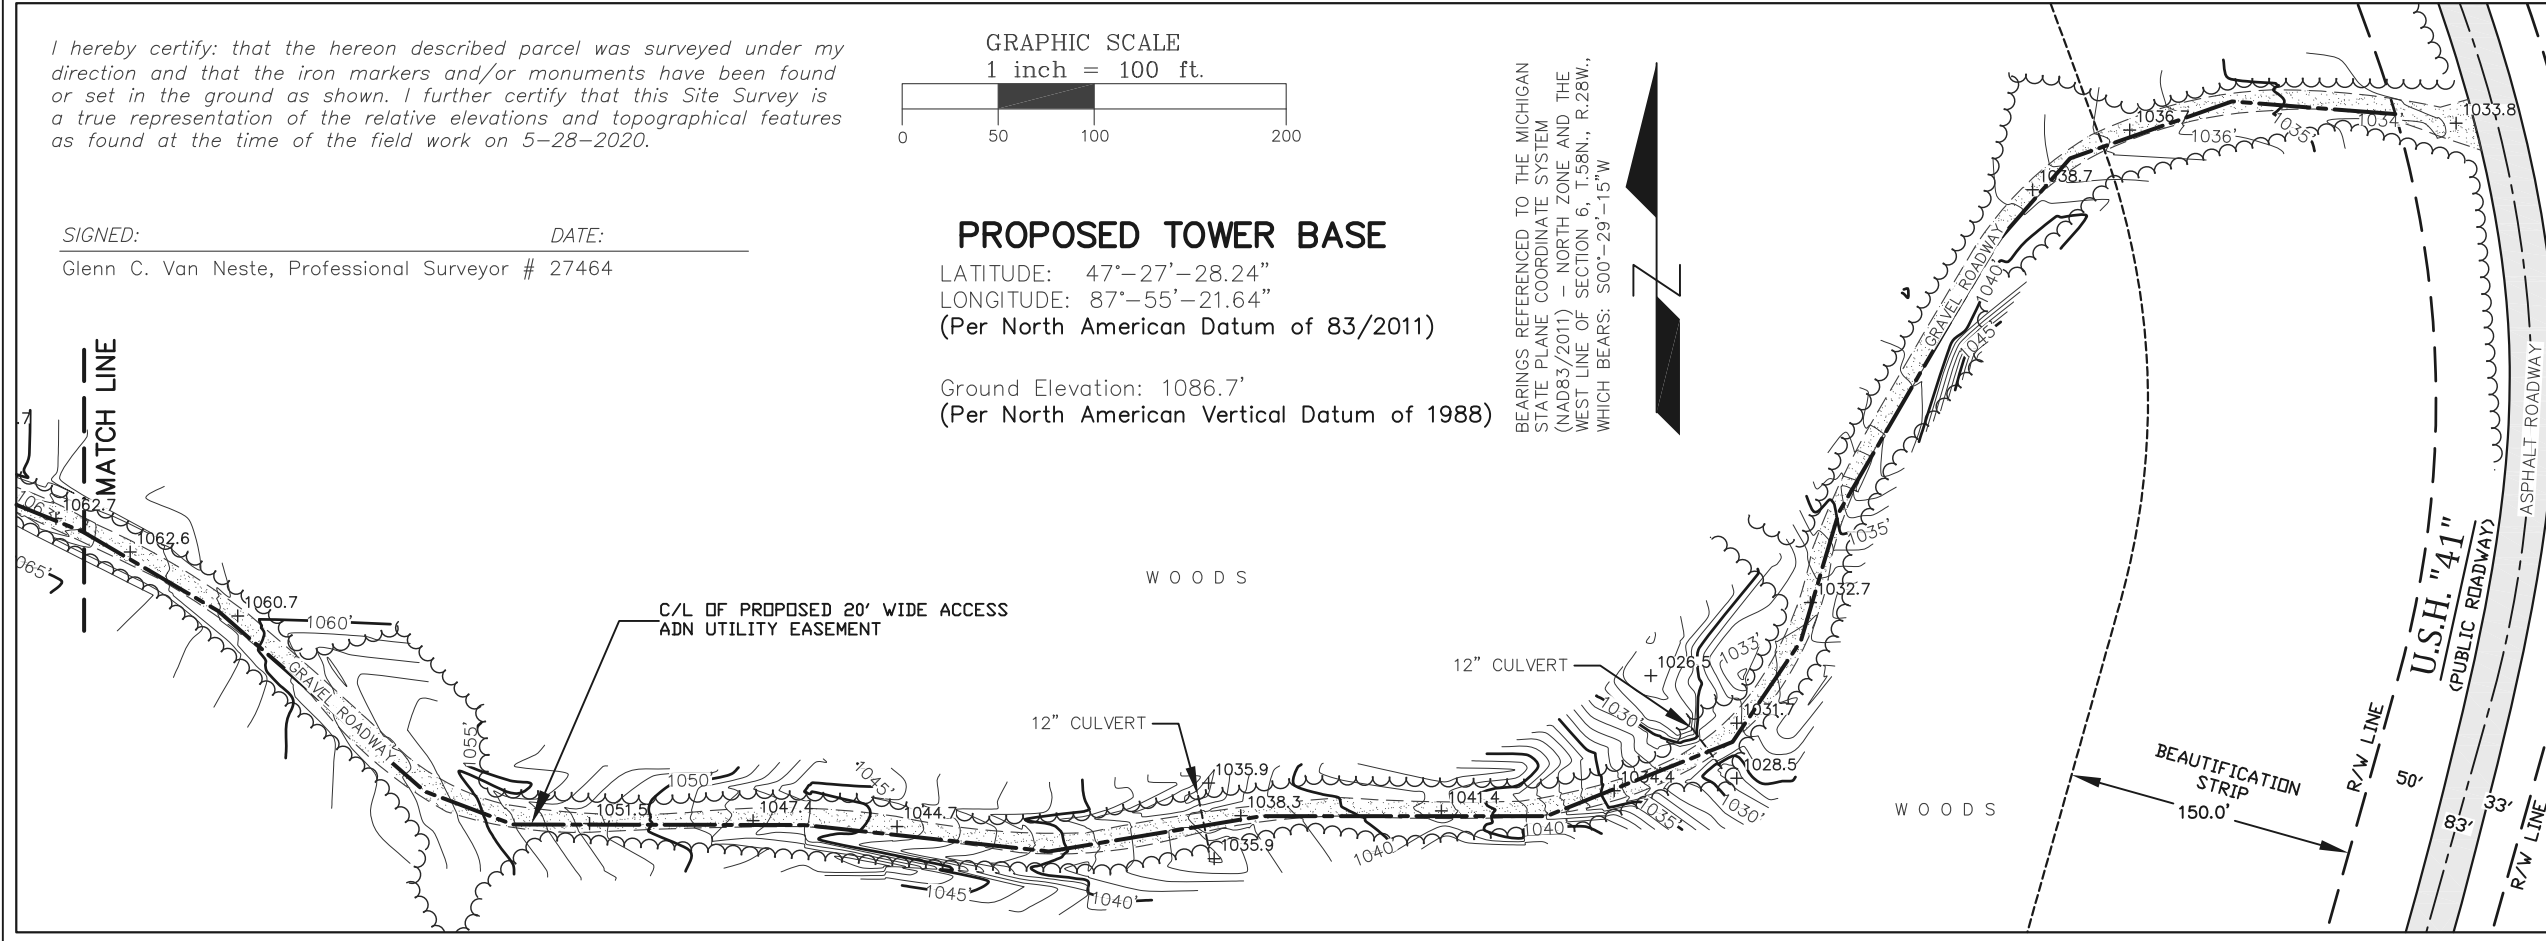 I hereby certify: that the hereon described parcel was surveyed under my
direction and that the iron markers and/or monuments have been found
or set in the ground as shown. I further certify that this Site Survey is
a true representation of the relative elevations and topographical features
as found at the time of the field work on 5-28-2020.
SIGNED:
DATE:
Glenn C. Van Neste, Professional Surveyor # 27464
GRAPHIC SCALE
1 inch = 100 ft.
0
50
100
200
PROPOSED TOWER BASE
LATITUDE: 47°-27'-28.24"
LONGITUDE: 87°-55'-21.64"
(Per North American Datum of 83/2011)
Ground Elevation: 1086.7'
(Per North American Vertical Datum of 1988)
BEARINGS REFERENCED TO THE MICHIGAN
STATE PLANE COORDINATE SYSTEM
(NAD83/2011) - NORTH ZONE AND THE
WEST LINE OF SECTION 6, T.58N., R.28W.,
WHICH BEARS: S00°-29'-15"W
Z
MATCH LINE
.7
1062.7
1062.6
065'
1060.7
1060'
GRAVEL ROADWAY
1055'
C/L OF PROPOSED 20' WIDE ACCESS
ADN UTILITY EASEMENT
1051.5
1050'
1047.4
1045'
1044.7
1045'
1040'
12" CULVERT
1035.9
1038.3
1035.9
1041.4
1040'
1040'
WOODS
12" CULVERT
1026.5
1033'
1030'
1034.4
1035'
1031.7
1028.5
1030'
1032.7
1035'
GRAVEL ROADWAY
1040'
1045'
1038.7
1036.7
1036'
1035'
1034'
1033.8
WOODS
BEAUTIFICATION
STRIP
150.0'
R/W LINE
50'
83'
33'
R/W LINE
U.S.H. "41"
(PUBLIC ROADWAY)
ASPHALT ROADWAY